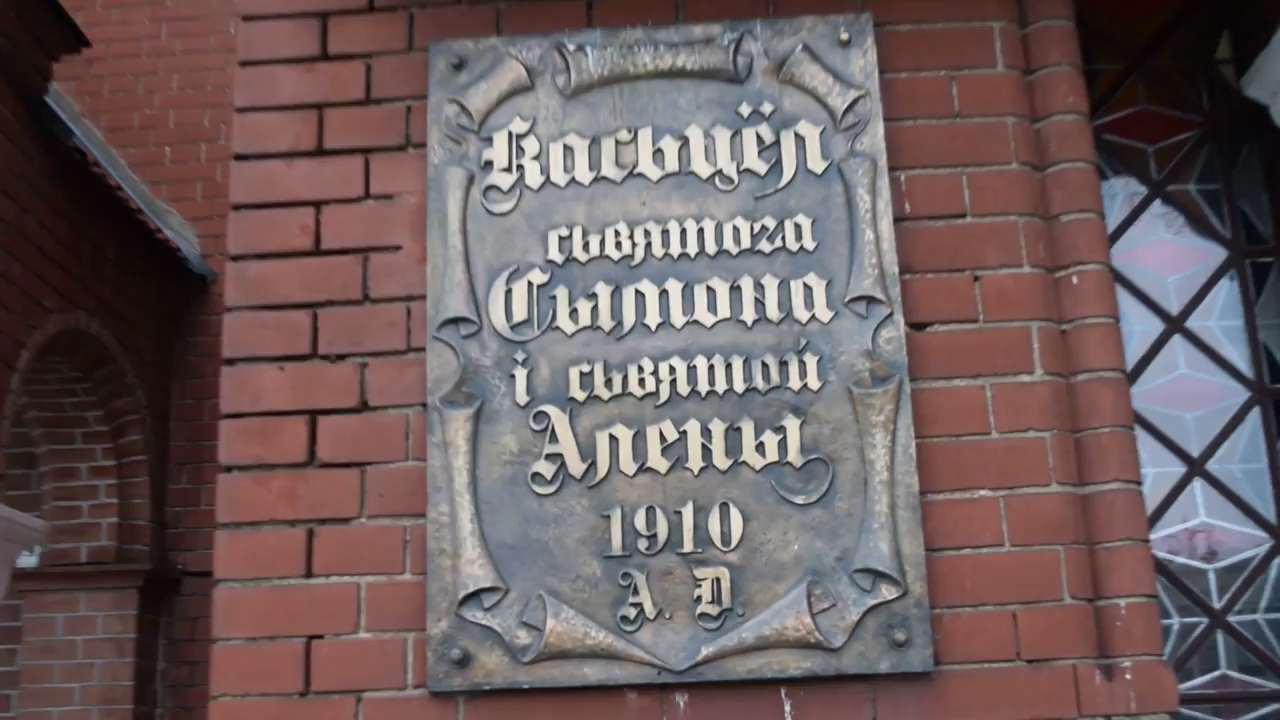 Касьцёл
сьвятога
Сымона
і сьвятой
Алены
1910
A. D.